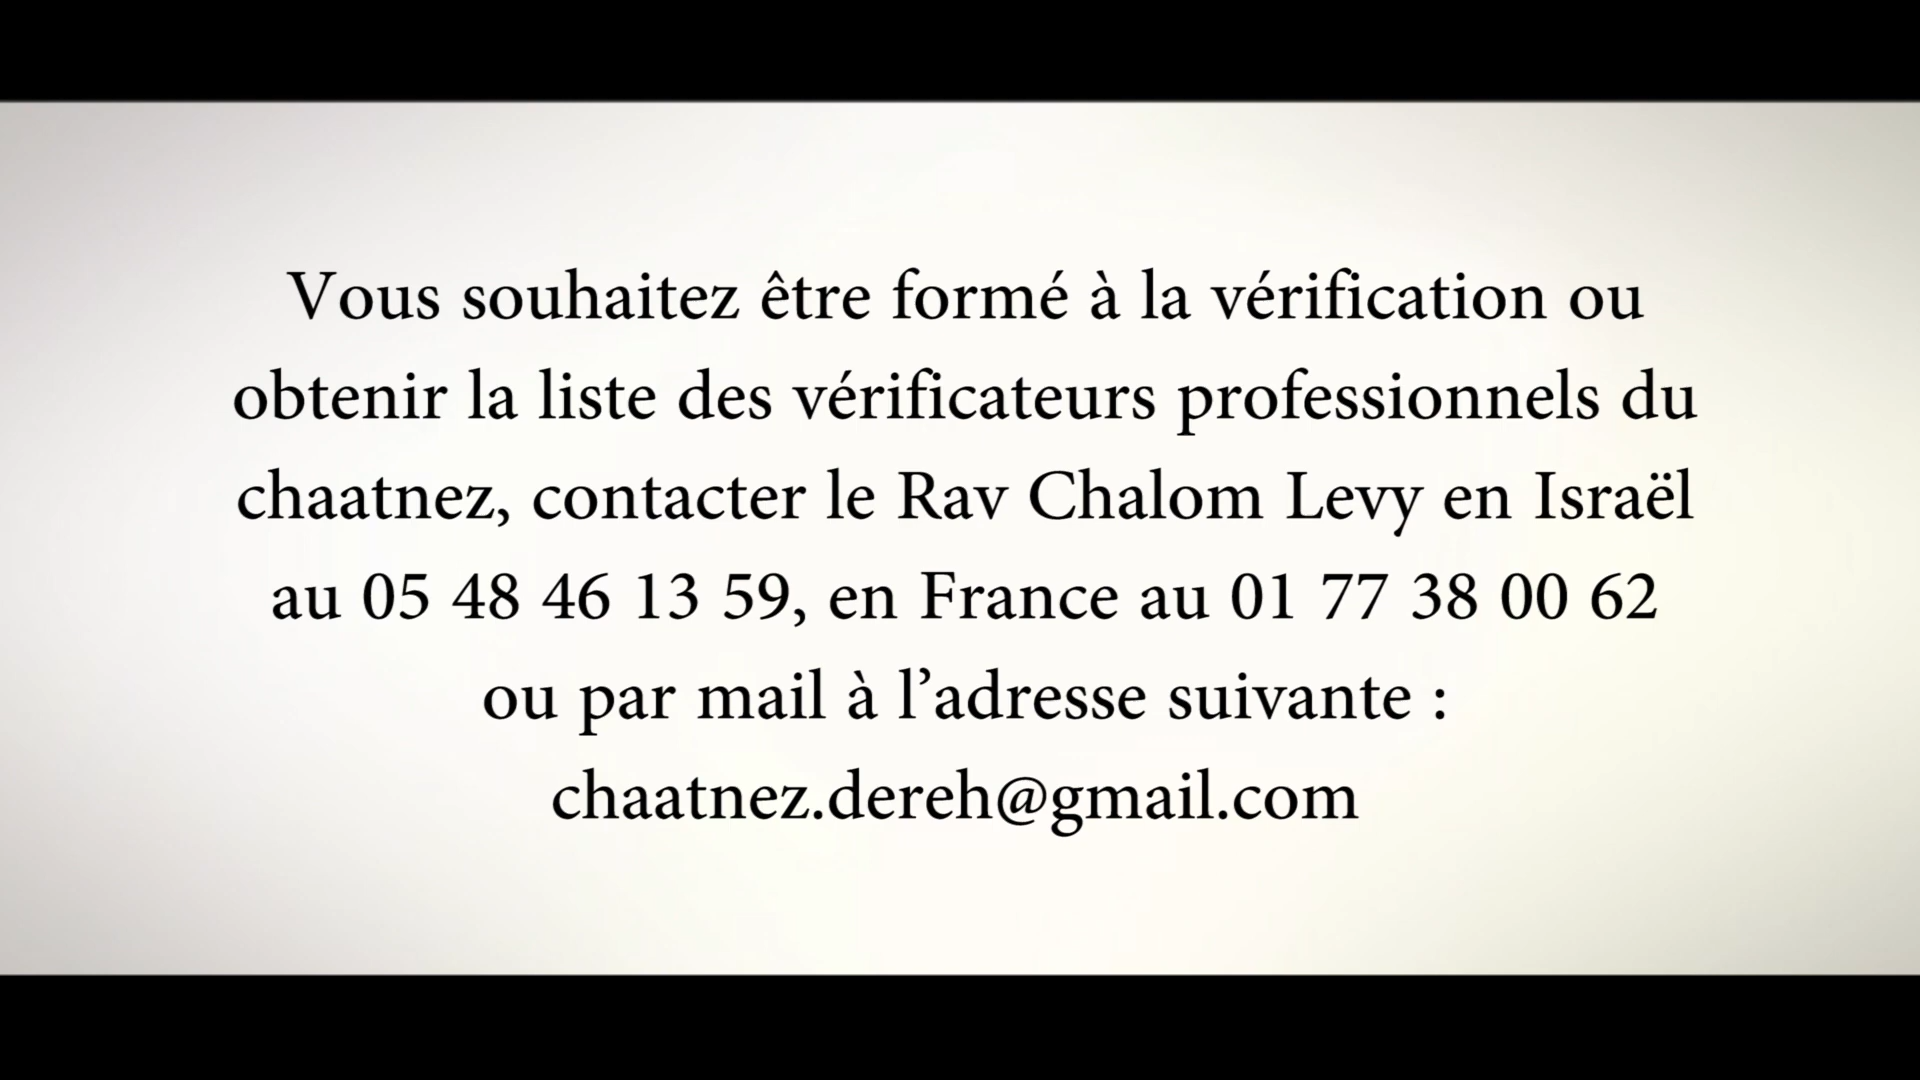 Vous souhaitez être formé à la vérification ou
obtenir la liste des vérificateurs professionnels du
chaatnez, contacter le Rav Chalom Levy en Israël
au 05 48 46 13 59, en France au 01 77 38 00 62
ou par mail à l’adresse suivante :
chaatnez.dereh@gmail.com